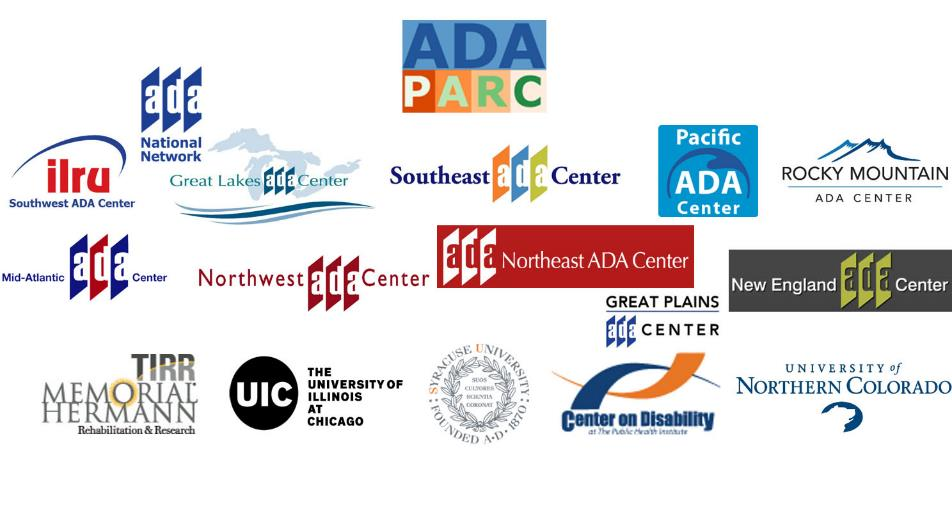 ADA
PARC
ada
National
Network
ilru
Southwest ADA Center
Great Lakes ada Center
Southeast ada Center
Pacific
ADA
Center
ROCKY MOUNTAIN
ADA CENTER
Mid-Atlantic ada Center
Northwest ada Center
ada Northeast ADA Center
New England ada Center
GREAT PLAINS
ada CENTER
TIRR
MEMORIAL
HERMANN
Rehabilitation & Research
UIC
THE
UNIVERSITY OF
ILLINOIS
AT
CHICAGO
SYRACUSE UNIVERSITY
FOUNDED A·D·1870
SUOS
CULTORES
SCIENTIA
CORONAT
Center on Disability
at The Public Health Institute
UNIVERSITY of
NORTHERN COLORADO